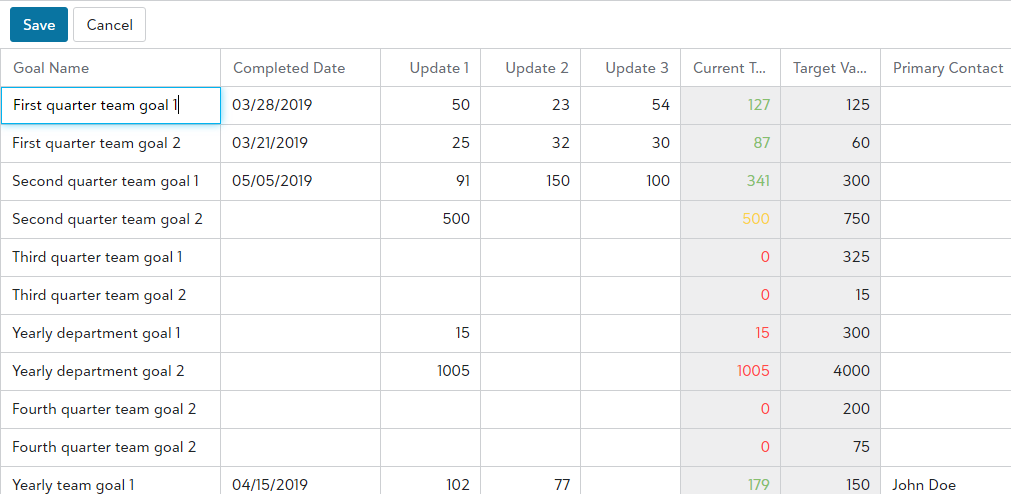 Save Cancel
Goal Name Completed Date Update 1 Update 2 Update 3 Current T... Target Va... Primary Contact
First quarter team goal 1 03/28/2019 50 23 54 127 125
First quarter team goal 2 03/21/2019 25 32 30 87 60
Second quarter team goal 1 05/05/2019 91 150 100 341 300
Second quarter team goal 2 500 500 750
Third quarter team goal 1 0 325
Third quarter team goal 2 0 15
Yearly department goal 1 15 15 300
Yearly department goal 2 1005 1005 4000
Fourth quarter team goal 2 0 200
Fourth quarter team goal 2 0 75
Yearly team goal 1 04/15/2019 102 77 179 150 John Doe